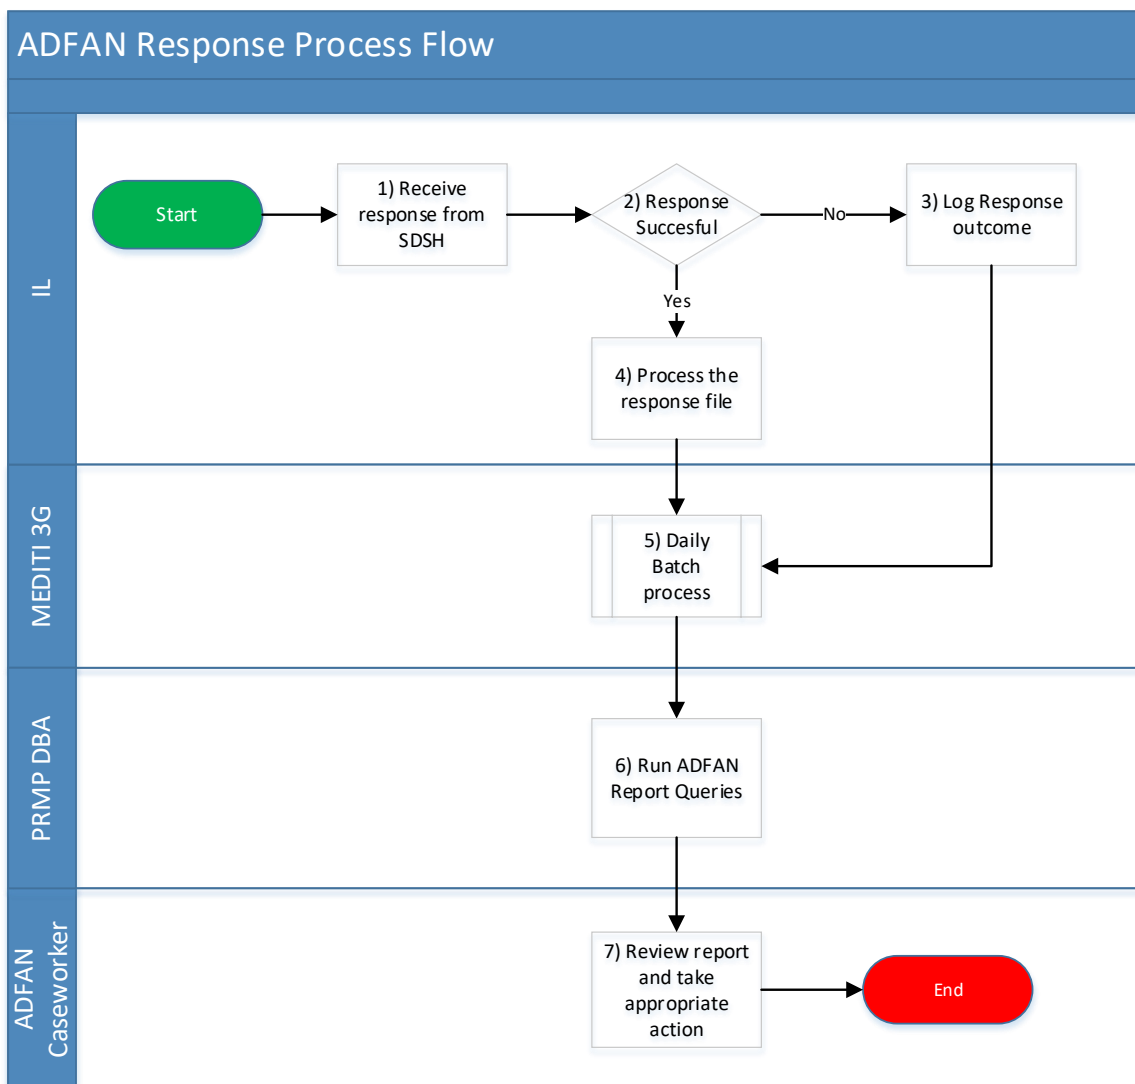 ADFAN Response Process Flow
IL
Start
1) Receive
response from
SDSH
2) Response
Succesful
No
3) Log Response
outcome
Yes
4) Process the
response file
MEDITI 3G
5) Daily
Batch
process
PRMP DBA
6) Run ADFAN
Report Queries
ADFAN
Caseworker
7) Review report
and take
appropriate
action
End